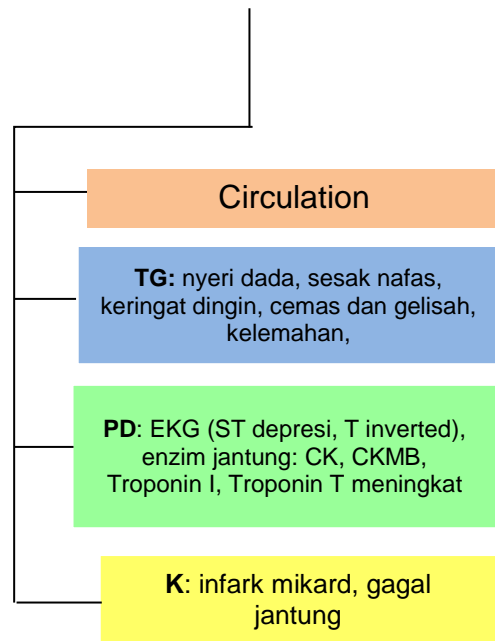 Circulation
TG: nyeri dada, sesak nafas,
keringat dingin, cemas dan gelisah,
kelemahan,
PD: EKG (ST depresi, T inverted),
enzim jantung: CK, CKMB,
Troponin I, Troponin T meningkat
K: infark mikard, gagal
jantung